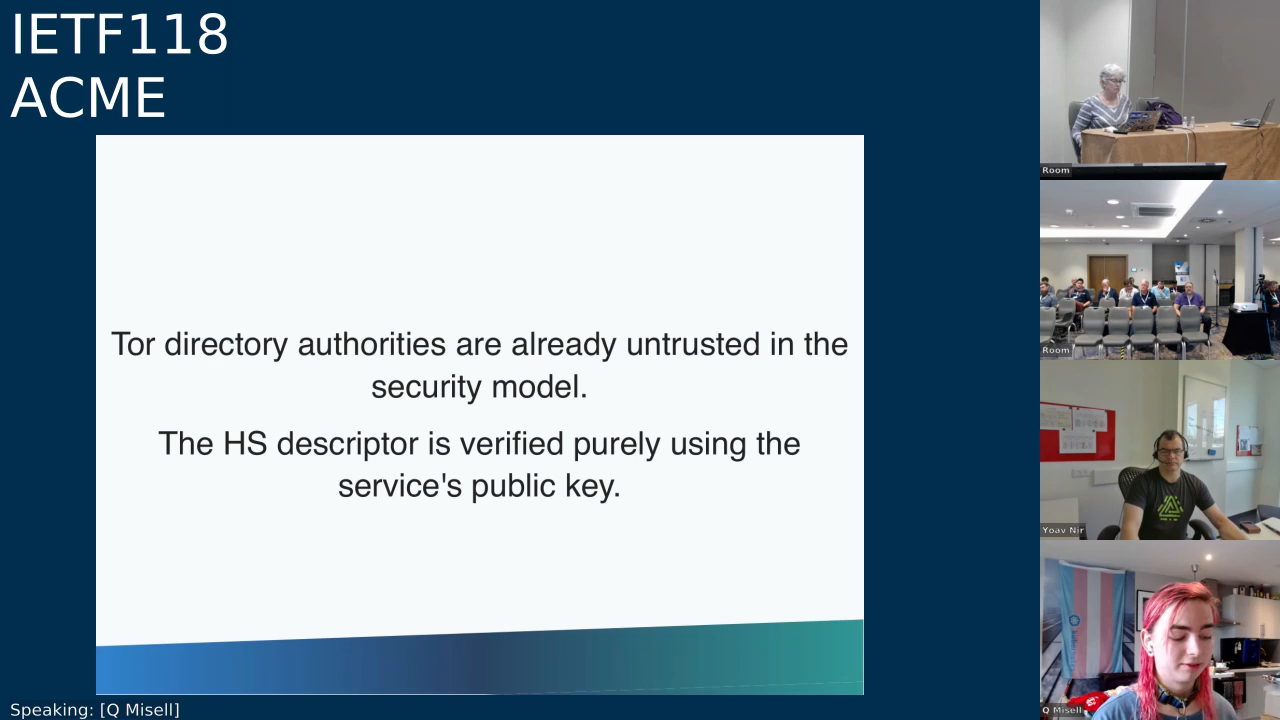 IETF118
ACME
Tor directory authorities are already untrusted in the
security model.
The HS descriptor is verified purely using the
service's public key.
Speaking: [Q Misell]
Room
Room
Yoav Nir
Q Misell